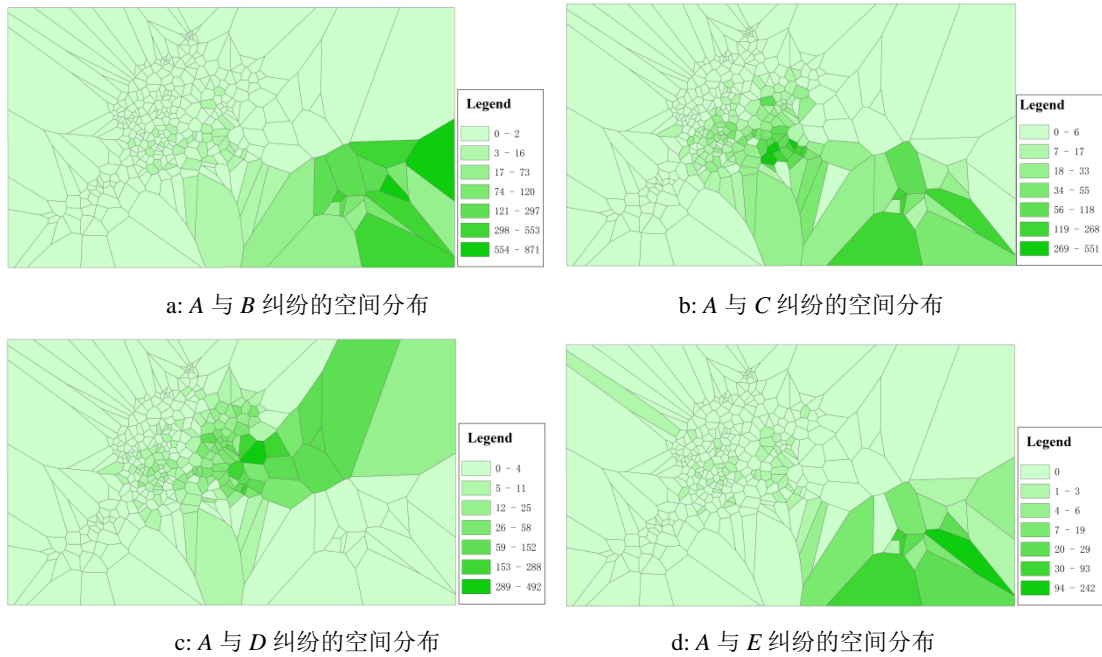 Legend
0 - 2
3 - 16
17 - 73
74 - 120
121 - 297
298 - 553
554 - 871
a: A 与 B 纠纷的空间分布
Legend
0 - 6
7 - 17
18 - 33
34 - 55
56 - 118
119 - 268
269 - 551
b: A 与 C 纠纷的空间分布
Legend
0 - 4
5 - 11
12 - 25
26 - 58
59 - 152
153 - 288
289 - 492
c: A 与 D 纠纷的空间分布
Legend
0
1 - 3
4 - 6
7 - 19
20 - 29
30 - 93
94 - 242
d: A 与 E 纠纷的空间分布